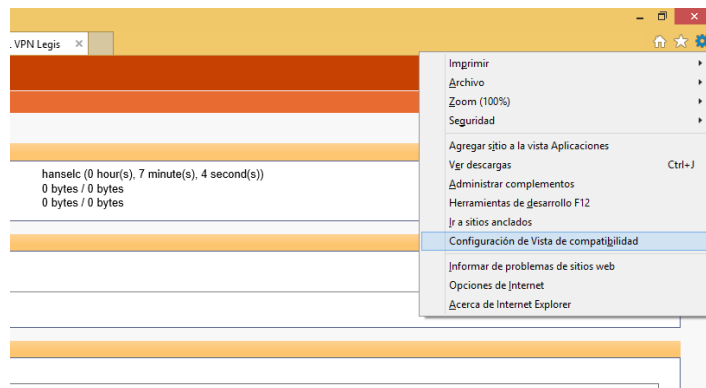 . VPN Legis
Imprimir
Archivo
Zoom (100%)
Seguridad
Agregar sitio a la vista Aplicaciones
Ver descargas Ctrl+J
Administrar complementos
Herramientas de desarrollo F12
Ir a sitios anclados
Configuración de Vista de compatibilidad
Informar de problemas de sitios web
Opciones de Internet
Acerca de Internet Explorer
hanselc (0 hour(s), 7 minute(s), 4 second(s))
0 bytes / 0 bytes
0 bytes / 0 bytes